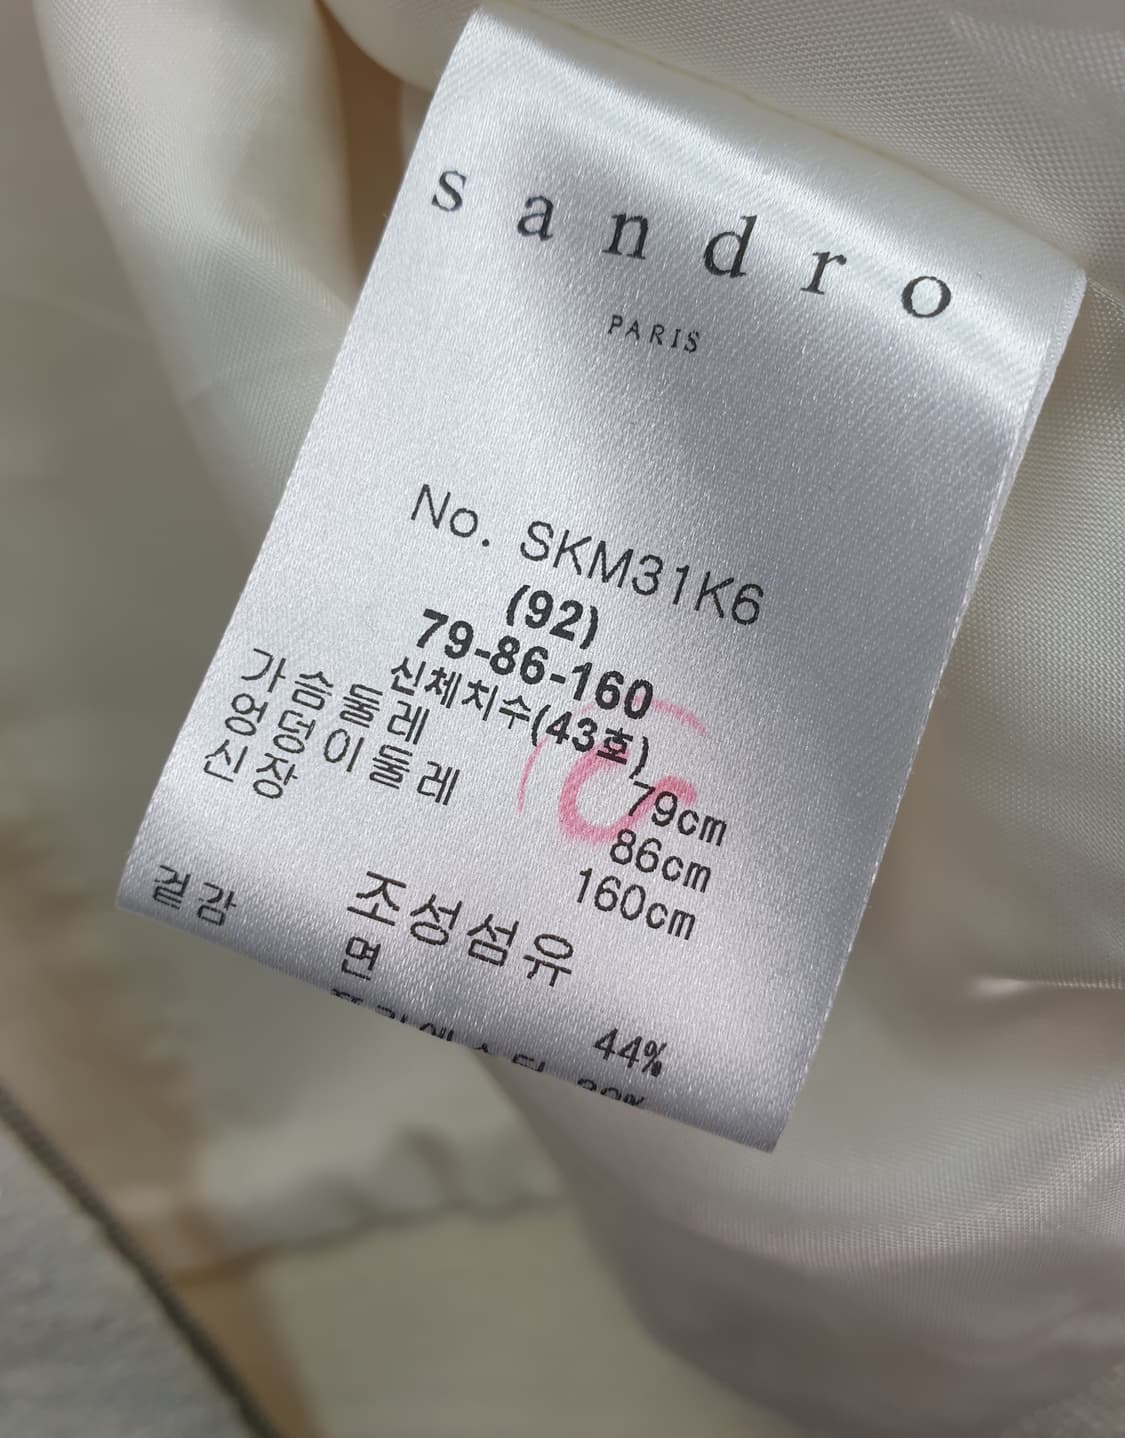 sandro
PARIS
No. SKM31K6
(92)
79-86-160
신체치수(43호)
가슴둘레 79cm
엉덩이둘레 86cm
신장 160cm
조성섬유
겉감 면 44%